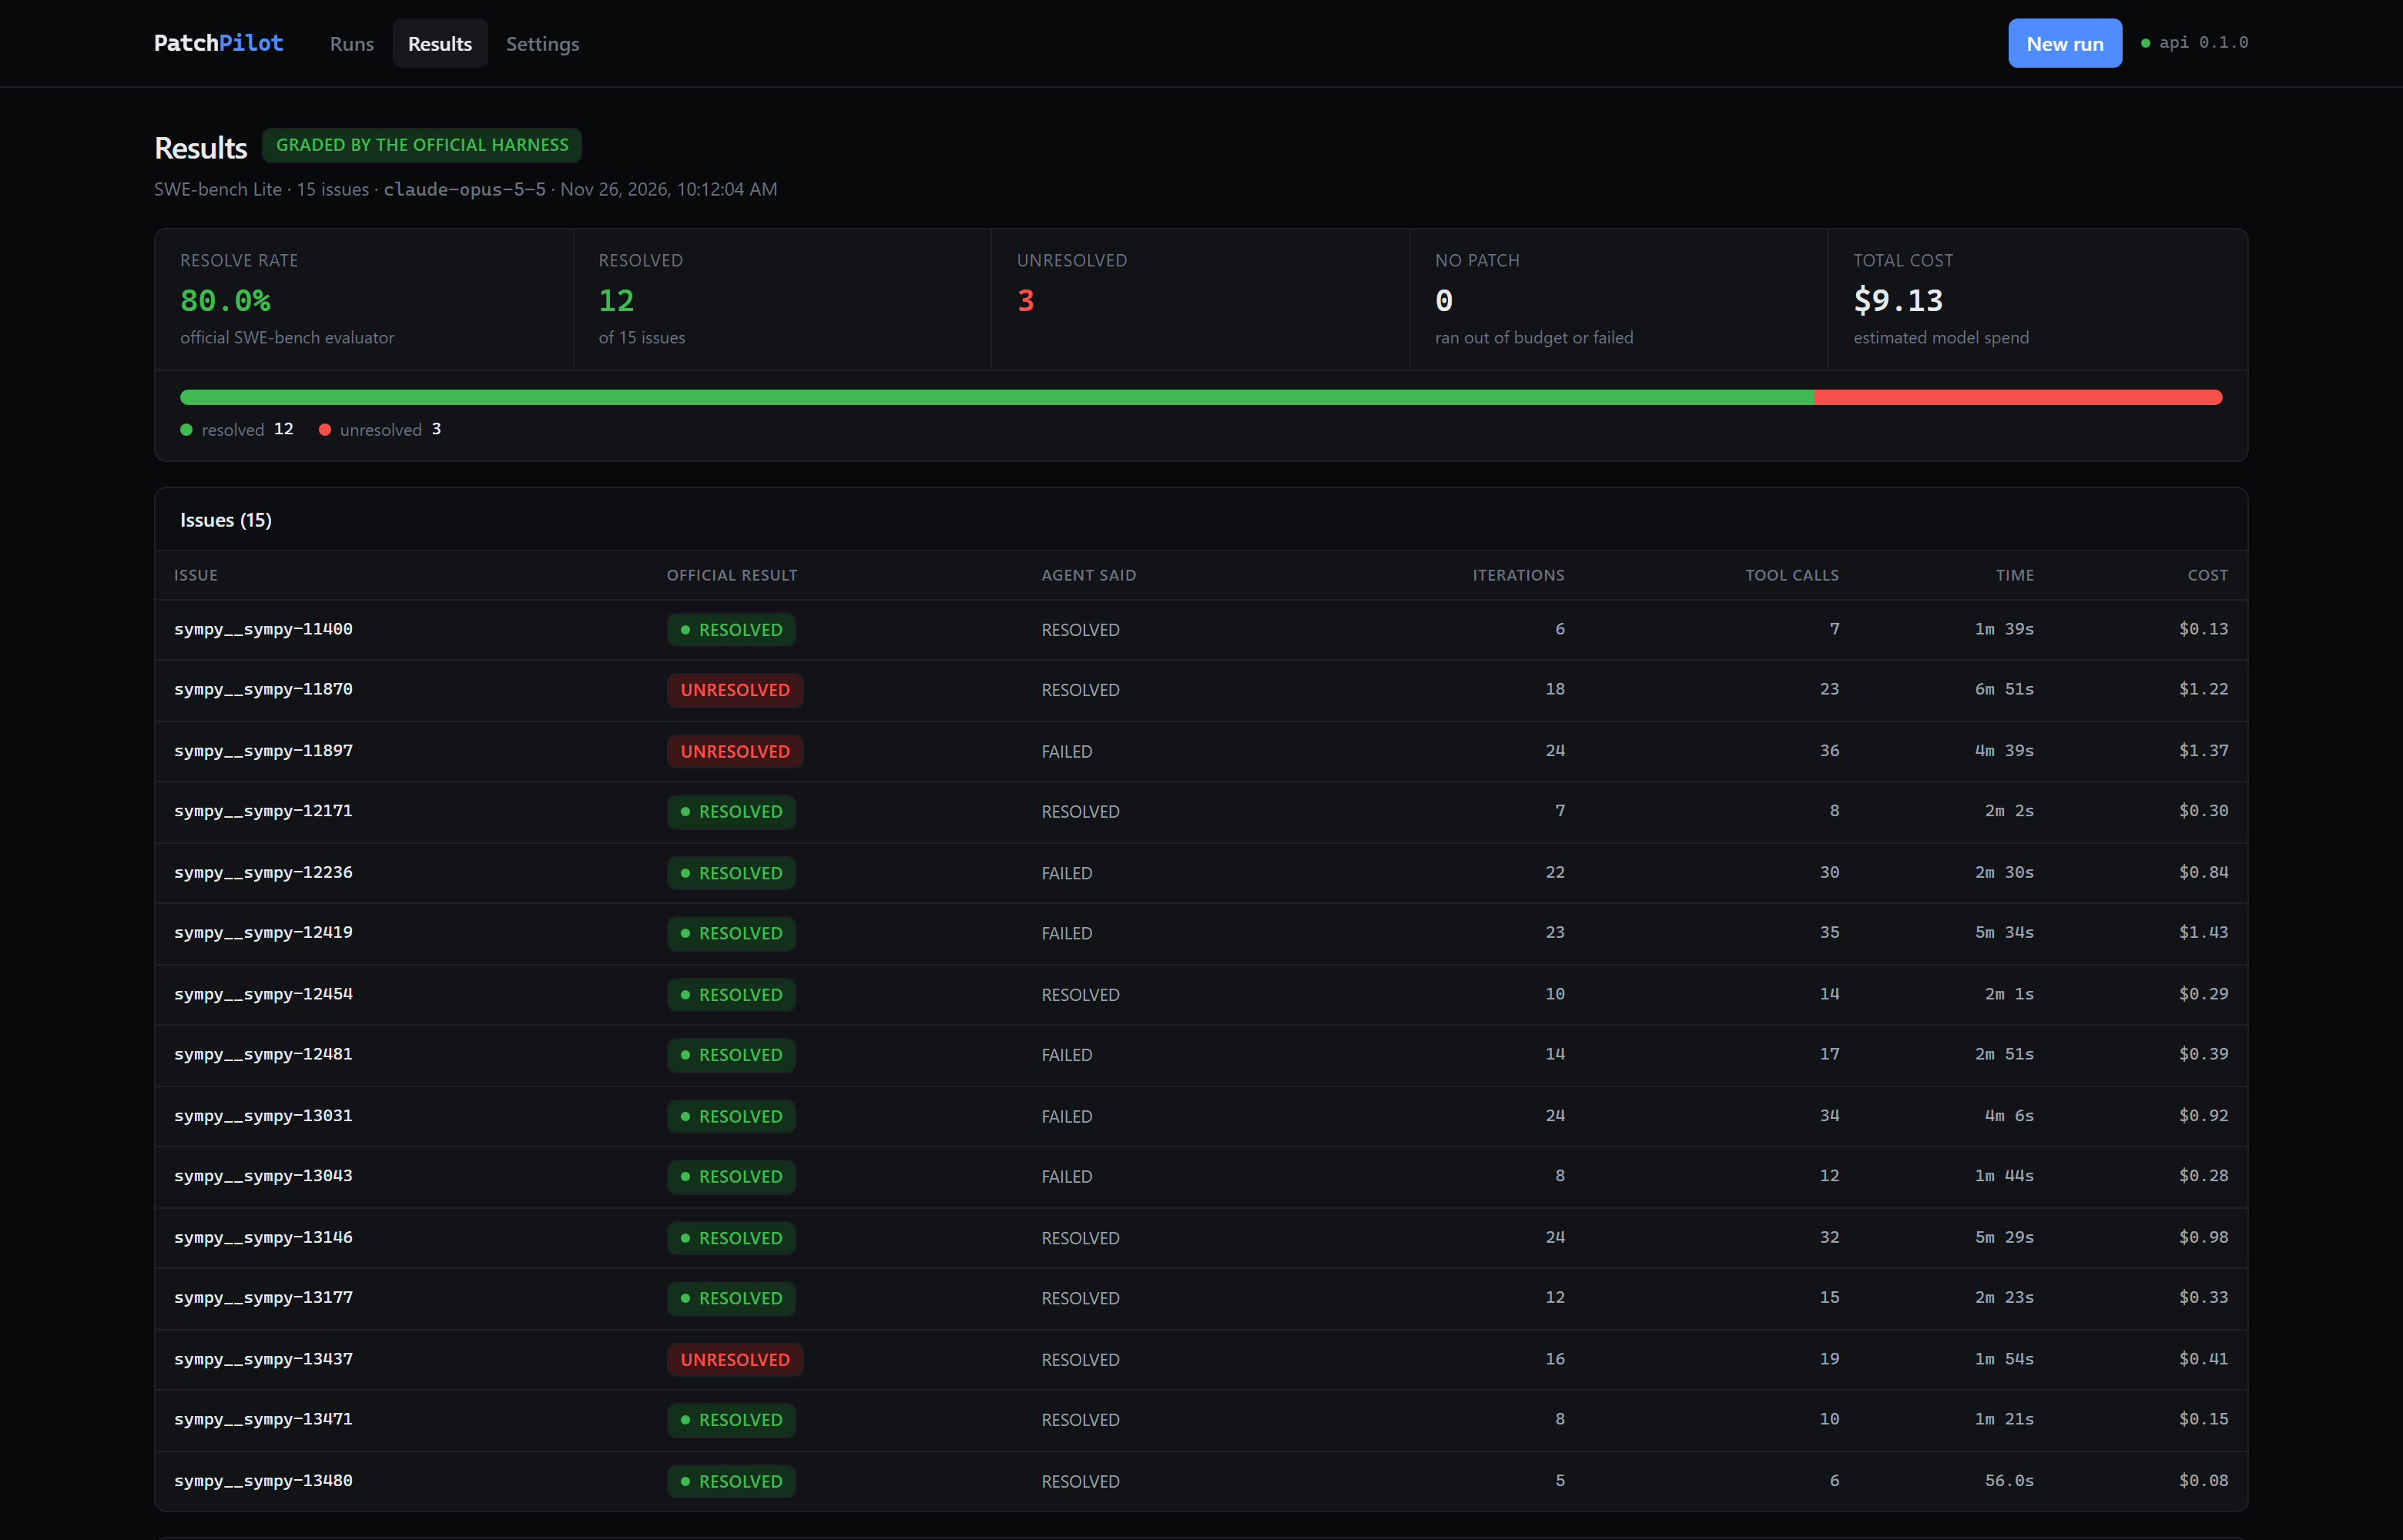 PatchPilot Runs Results Settings New run api 0.1.0
Results GRADED BY THE OFFICIAL HARNESS
SWE-bench Lite · 15 issues · claude-opus-5-5 · Nov 26, 2026, 10:12:04 AM
RESOLVE RATE RESOLVED UNRESOLVED NO PATCH TOTAL COST
80.0% 12 3 0 $9.13
official SWE-bench evaluator of 15 issues ran out of budget or failed estimated model spend
resolved 12 unresolved 3
Issues (15)
ISSUE OFFICIAL RESULT AGENT SAID ITERATIONS TOOL CALLS TIME COST
sympy__sympy-11400 RESOLVED RESOLVED 6 7 1m 39s $0.13
sympy__sympy-11870 UNRESOLVED RESOLVED 18 23 6m 51s $1.22
sympy__sympy-11897 UNRESOLVED FAILED 24 36 4m 39s $1.37
sympy__sympy-12171 RESOLVED RESOLVED 7 8 2m 2s $0.30
sympy__sympy-12236 RESOLVED FAILED 22 30 2m 30s $0.84
sympy__sympy-12419 RESOLVED FAILED 23 35 5m 34s $1.43
sympy__sympy-12454 RESOLVED RESOLVED 10 14 2m 1s $0.29
sympy__sympy-12481 RESOLVED FAILED 14 17 2m 51s $0.39
sympy__sympy-13031 RESOLVED FAILED 24 34 4m 6s $0.92
sympy__sympy-13043 RESOLVED FAILED 8 12 1m 44s $0.28
sympy__sympy-13146 RESOLVED RESOLVED 24 32 5m 29s $0.98
sympy__sympy-13177 RESOLVED RESOLVED 12 15 2m 23s $0.33
sympy__sympy-13437 UNRESOLVED RESOLVED 16 19 1m 54s $0.41
sympy__sympy-13471 RESOLVED RESOLVED 8 10 1m 21s $0.15
sympy__sympy-13480 RESOLVED RESOLVED 5 6 56.0s $0.08